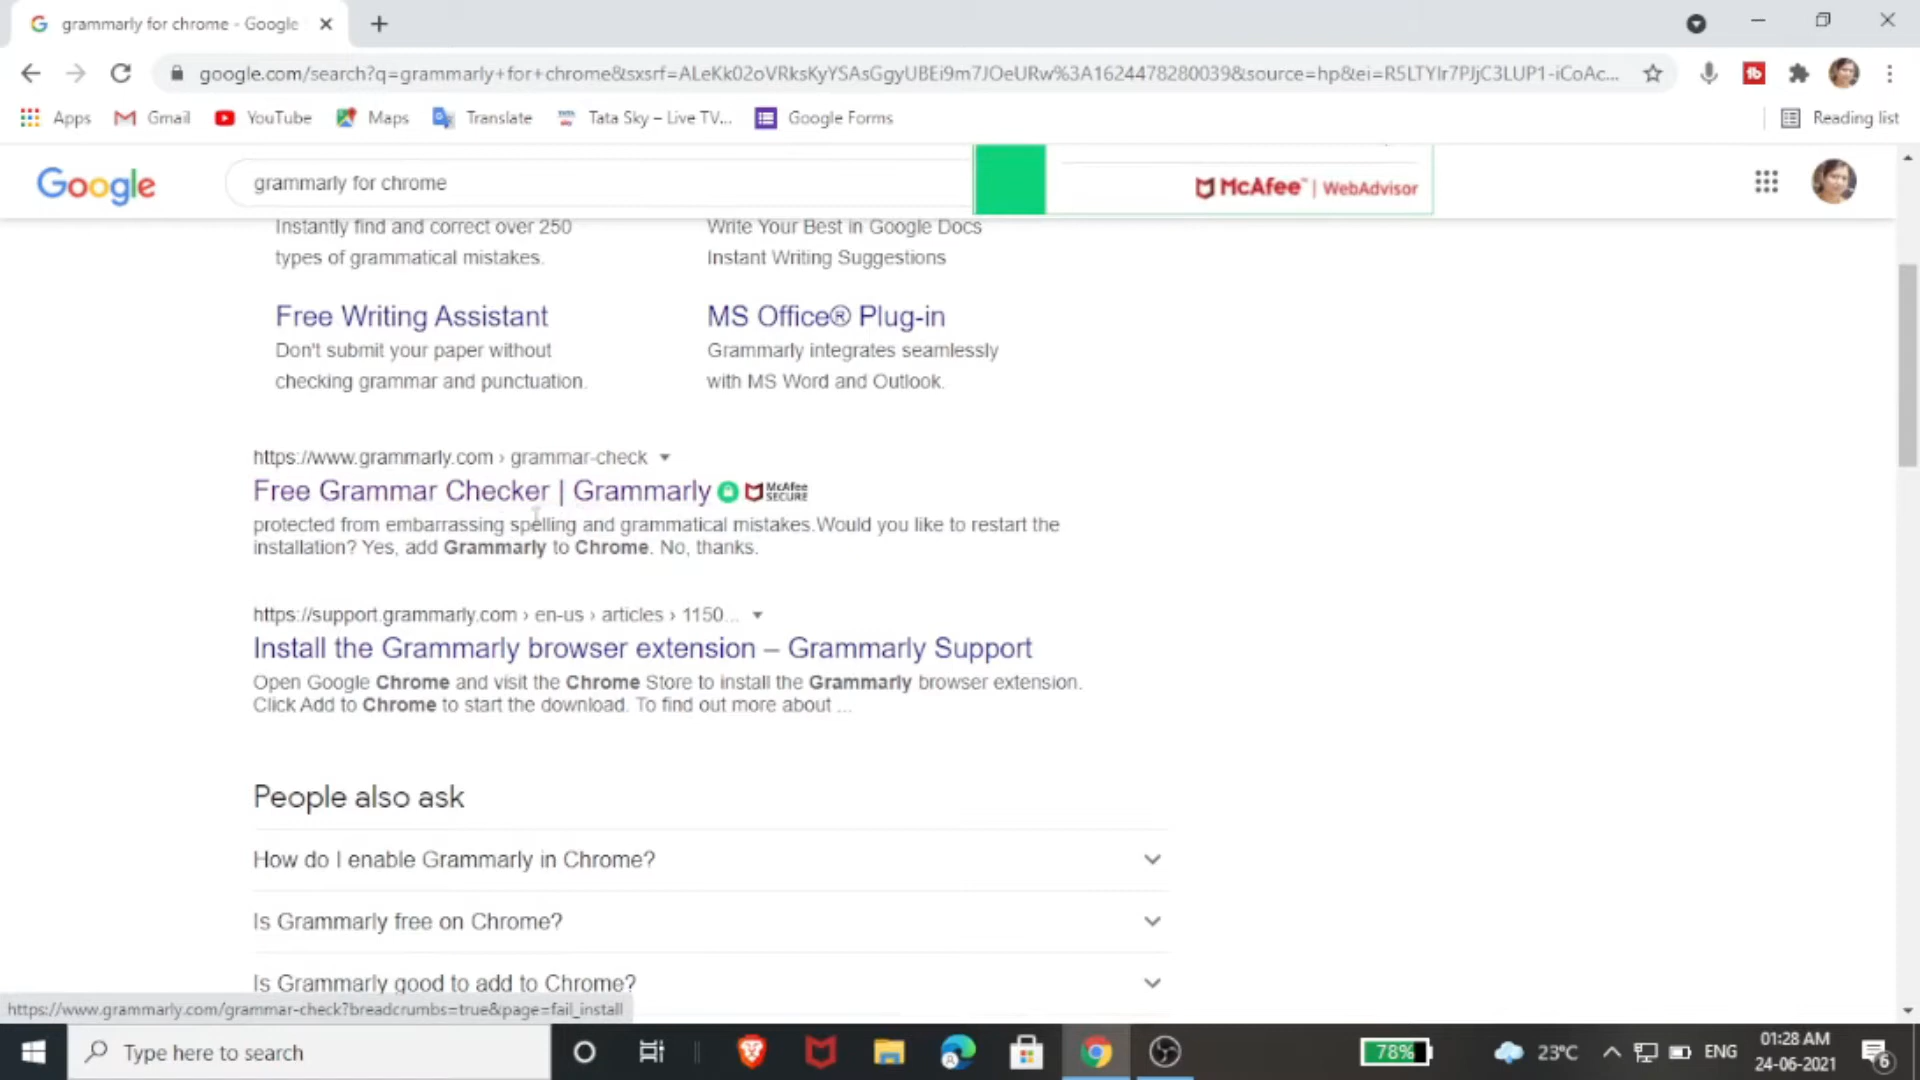 grammarly for chrome - Google
google.com/search?q=grammarly+for+chrome&sxsrf=ALeKk02oVRksKyYSAsGgyUBEi9m7JOeURw%3A1624478280039&source=hp&ei=R5LTYIr7PJjC3LUP1-iCoAc...
Apps
Gmail
YouTube
Maps
Translate
Tata Sky – Live TV...
Google Forms
Reading list
Google
grammarly for chrome
McAfee™ | WebAdvisor
Instantly find and correct over 250
types of grammatical mistakes.
Write Your Best in Google Docs
Instant Writing Suggestions
Free Writing Assistant
Don't submit your paper without
checking grammar and punctuation.
MS Office® Plug-in
Grammarly integrates seamlessly
with MS Word and Outlook.
https://www.grammarly.com › grammar-check
Free Grammar Checker | Grammarly
McAfee
SECURE
protected from embarrassing spelling and grammatical mistakes.Would you like to restart the
installation? Yes, add Grammarly to Chrome. No, thanks.
https://support.grammarly.com › en-us › articles › 1150...
Install the Grammarly browser extension – Grammarly Support
Open Google Chrome and visit the Chrome Store to install the Grammarly browser extension.
Click Add to Chrome to start the download. To find out more about ...
People also ask
How do I enable Grammarly in Chrome?
Is Grammarly free on Chrome?
Is Grammarly good to add to Chrome?
https://www.grammarly.com/grammar-check?breadcrumbs=true&page=fail_install
Type here to search
78%
23°C
ENG
01:28 AM
24-06-2021
6